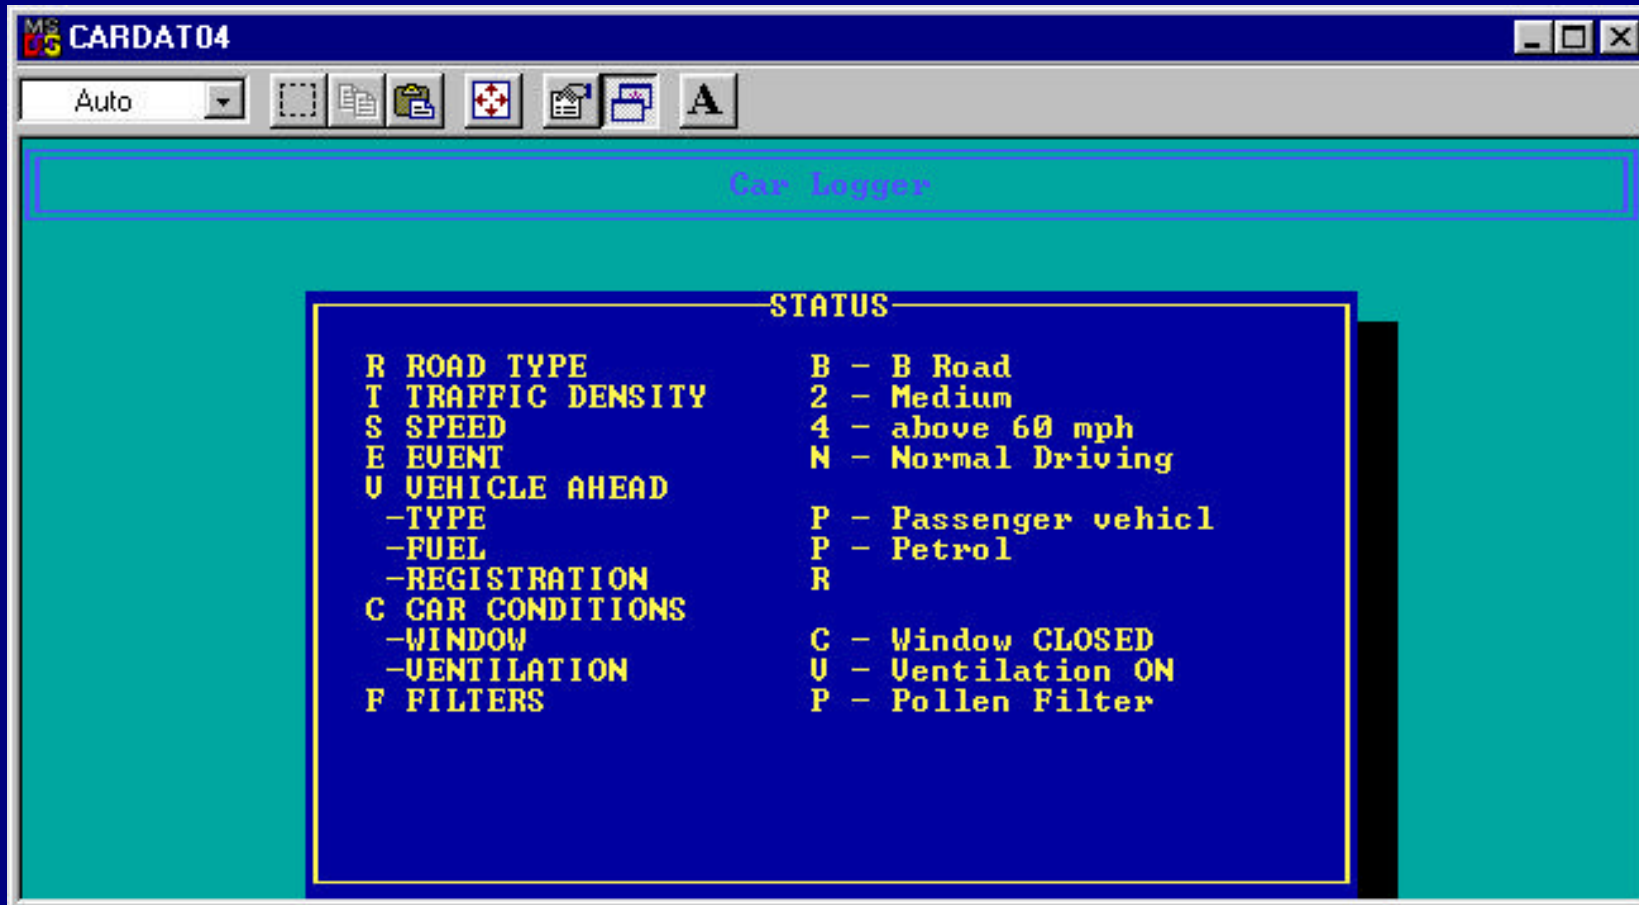 CARDAT04
Auto
A
Car Logger
STATUS
R ROAD TYPE B - B Road
T TRAFFIC DENSITY 2 - Medium
S SPEED 4 - above 60 mph
E EVENT N - Normal Driving
V VEHICLE AHEAD
-TYPE P - Passenger vehicl
-FUEL P - Petrol
-REGISTRATION R
C CAR CONDITIONS
-WINDOW C - Window CLOSED
-VENTILATION V - Ventilation ON
F FILTERS P - Pollen Filter